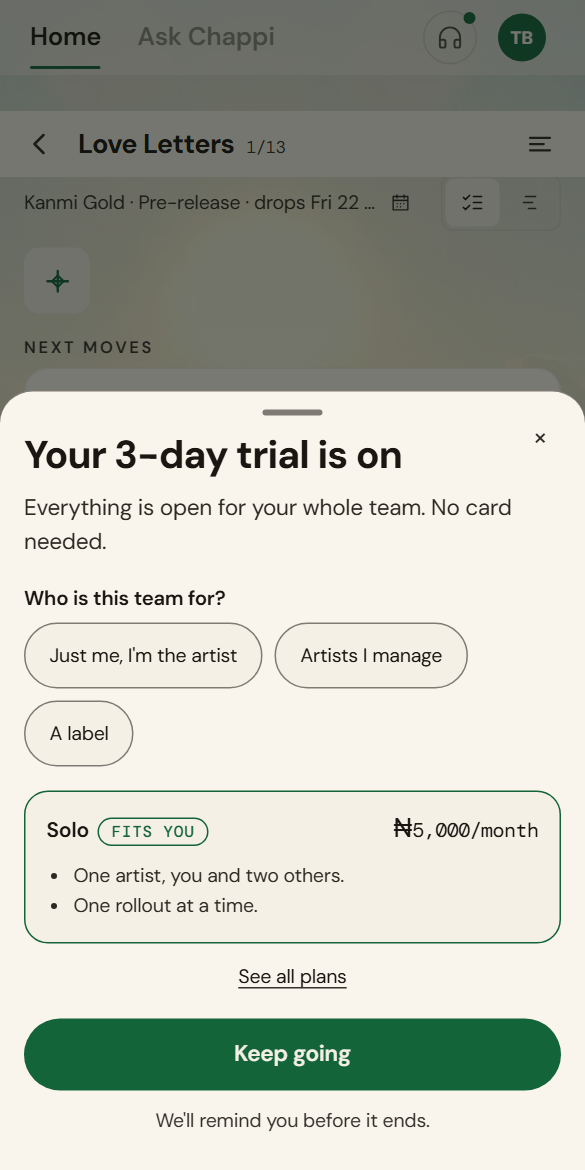 Home Ask Chappi TB
Love Letters 1/13
Kanmi Gold · Pre-release · drops Fri 22 ...
NEXT MOVES
Your 3-day trial is on ×
Everything is open for your whole team. No card
needed.
Who is this team for?
Just me, I'm the artist Artists I manage
A label
Solo FITS YOU ₦5,000/month
• One artist, you and two others.
• One rollout at a time.
See all plans
Keep going
We'll remind you before it ends.